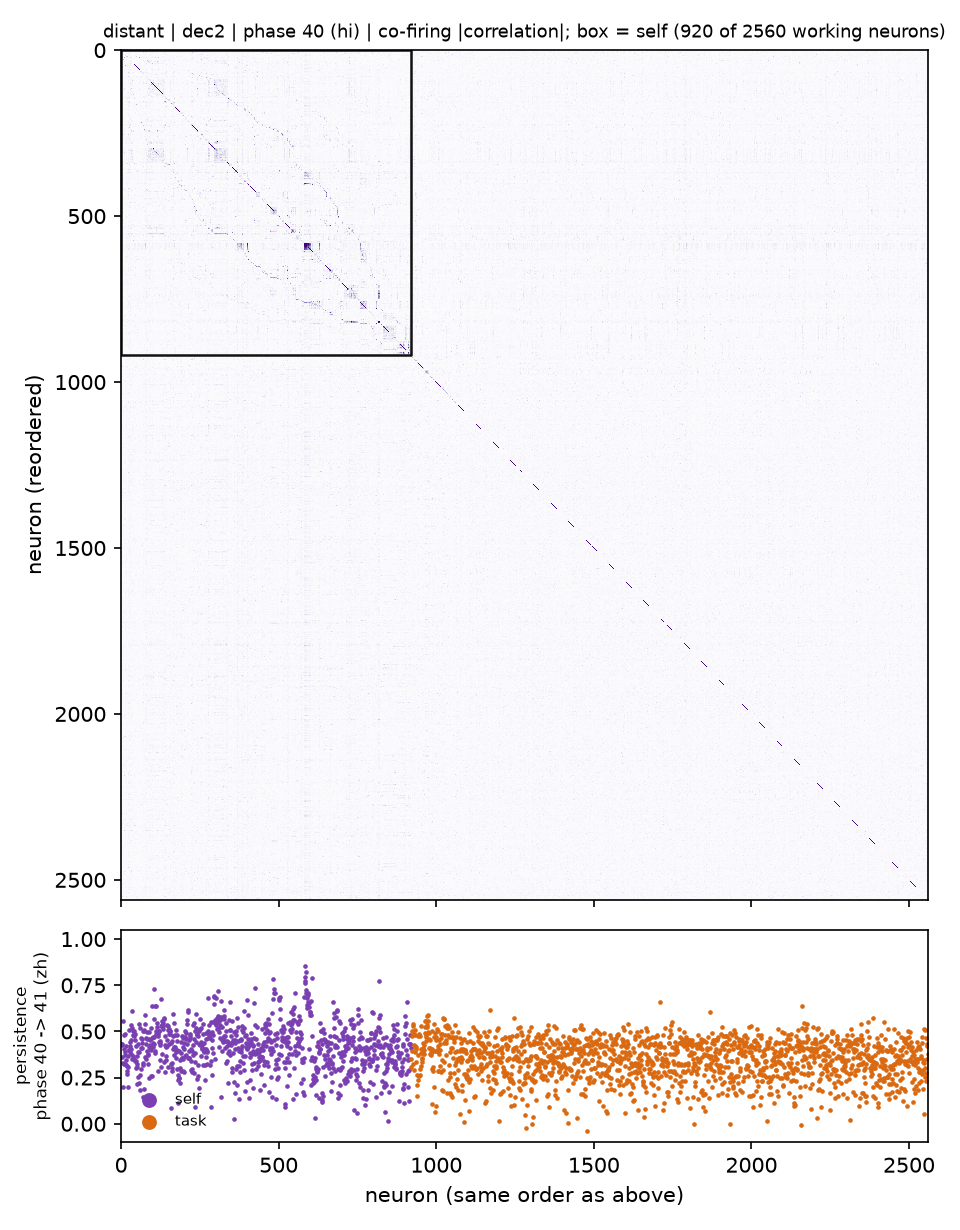 distant | dec2 | phase 40 (hi) | co-firing |correlation|; box = self (920 of 2560 working neurons)
0
500
1000
1500
2000
2500
neuron (reordered)
1.00
0.75
0.50
0.25
0.00
persistence
phase 40 -> 41 (zh)
self
task
0
500
1000
1500
2000
2500
neuron (same order as above)